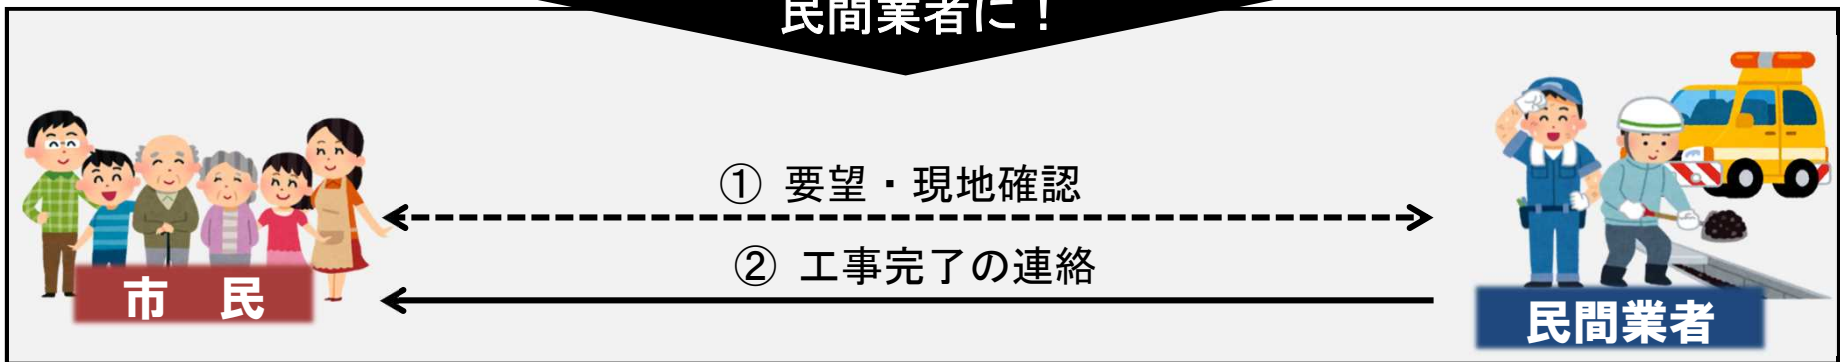 民間業者に！
① 要望・現地確認
② 工事完了の連絡
市　民
民間業者